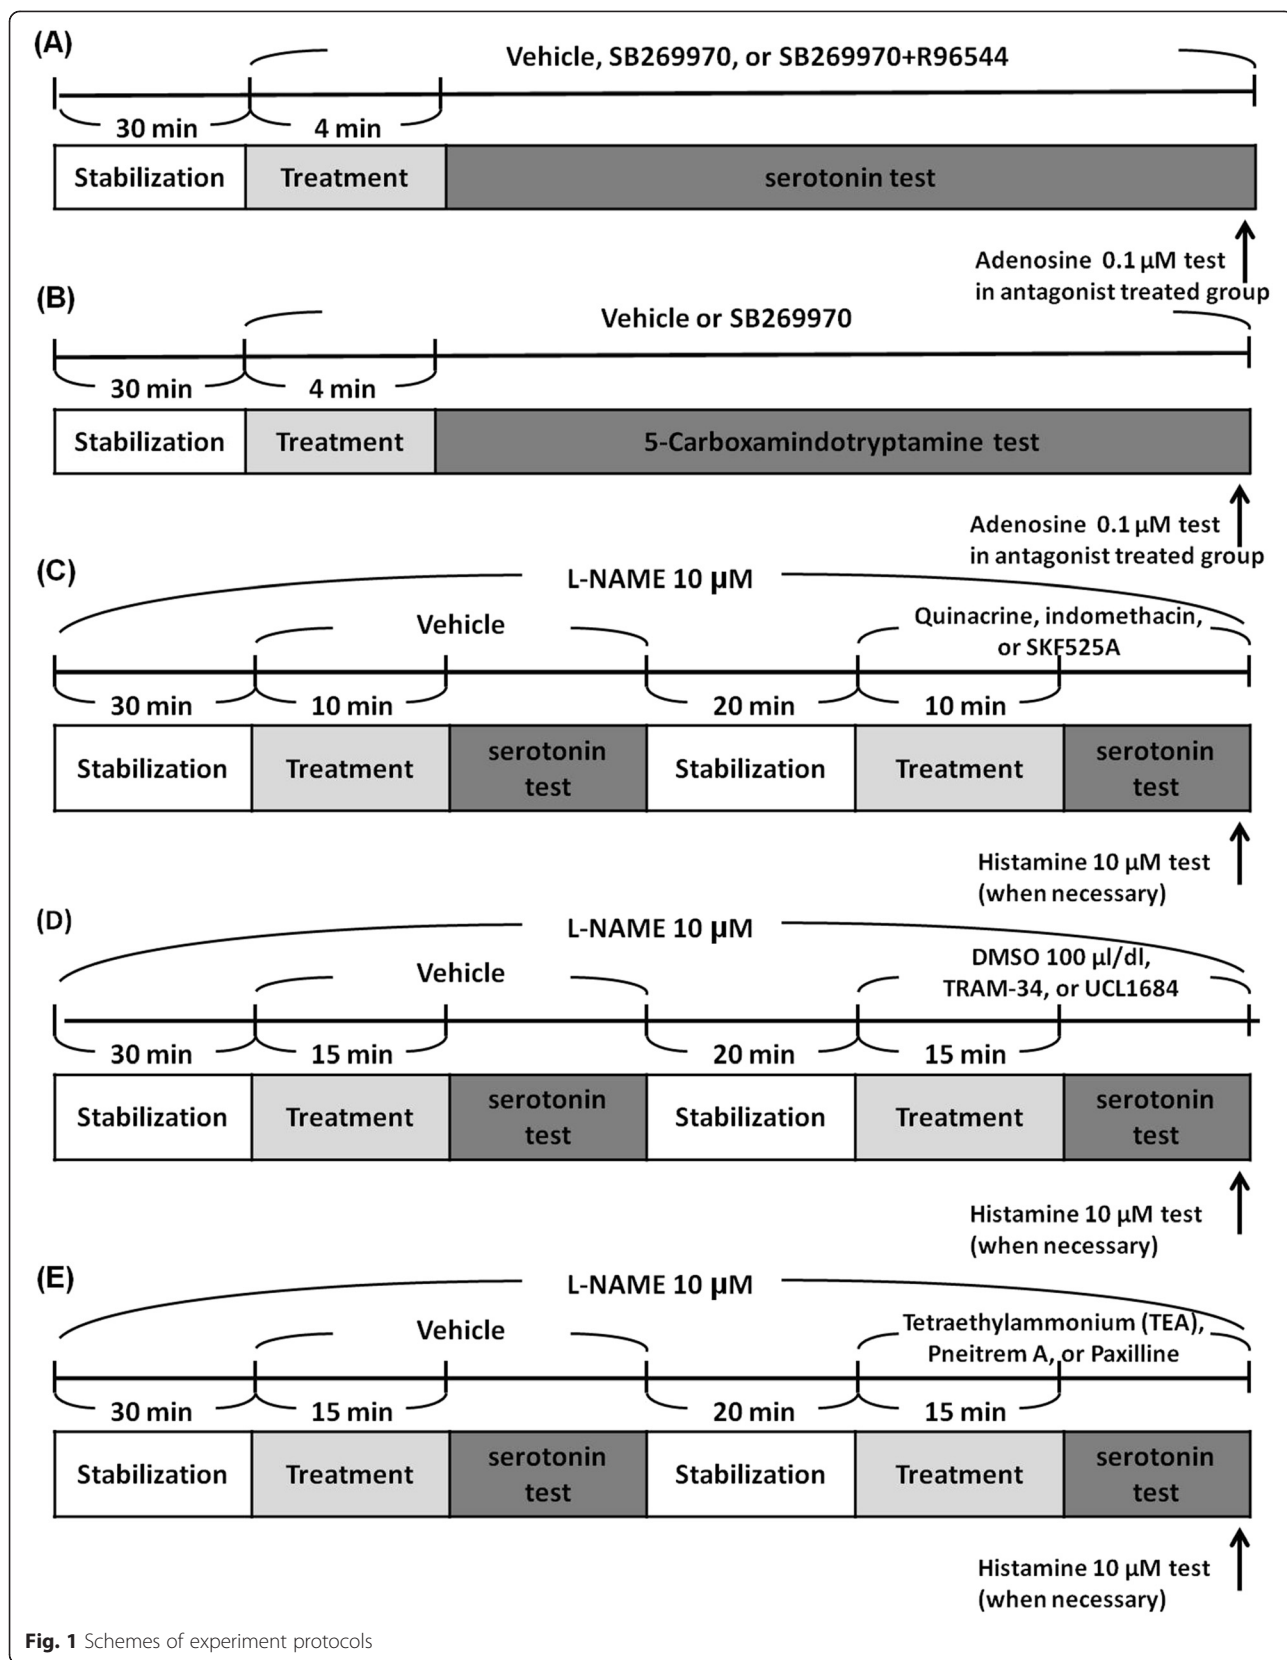 (A)
Vehicle, SB269970, or SB269970+R96544
30 min
4 min
Stabilization
Treatment
serotonin test
Adenosine 0.1 µM test
in antagonist treated group
(B)
Vehicle or SB269970
30 min
4 min
Stabilization
Treatment
5-Carboxamindotryptamine test
Adenosine 0.1 µM test
in antagonist treated group
(C)
L-NAME 10 µM
Vehicle
Quinacrine, indomethacin,
or SKF525A
30 min
10 min
20 min
10 min
Stabilization
Treatment
serotonin
test
Stabilization
Treatment
serotonin
test
Histamine 10 µM test
(when necessary)
(D)
L-NAME 10 µM
Vehicle
DMSO 100 µl/dl,
TRAM-34, or UCL1684
30 min
15 min
20 min
15 min
Stabilization
Treatment
serotonin
test
Stabilization
Treatment
serotonin
test
Histamine 10 µM test
(when necessary)
(E)
L-NAME 10 µM
Vehicle
Tetraethylammonium (TEA),
Pneitrem A, or Paxilline
30 min
15 min
20 min
15 min
Stabilization
Treatment
serotonin
test
Stabilization
Treatment
serotonin
test
Histamine 10 µM test
(when necessary)
Fig. 1 Schemes of experiment protocols